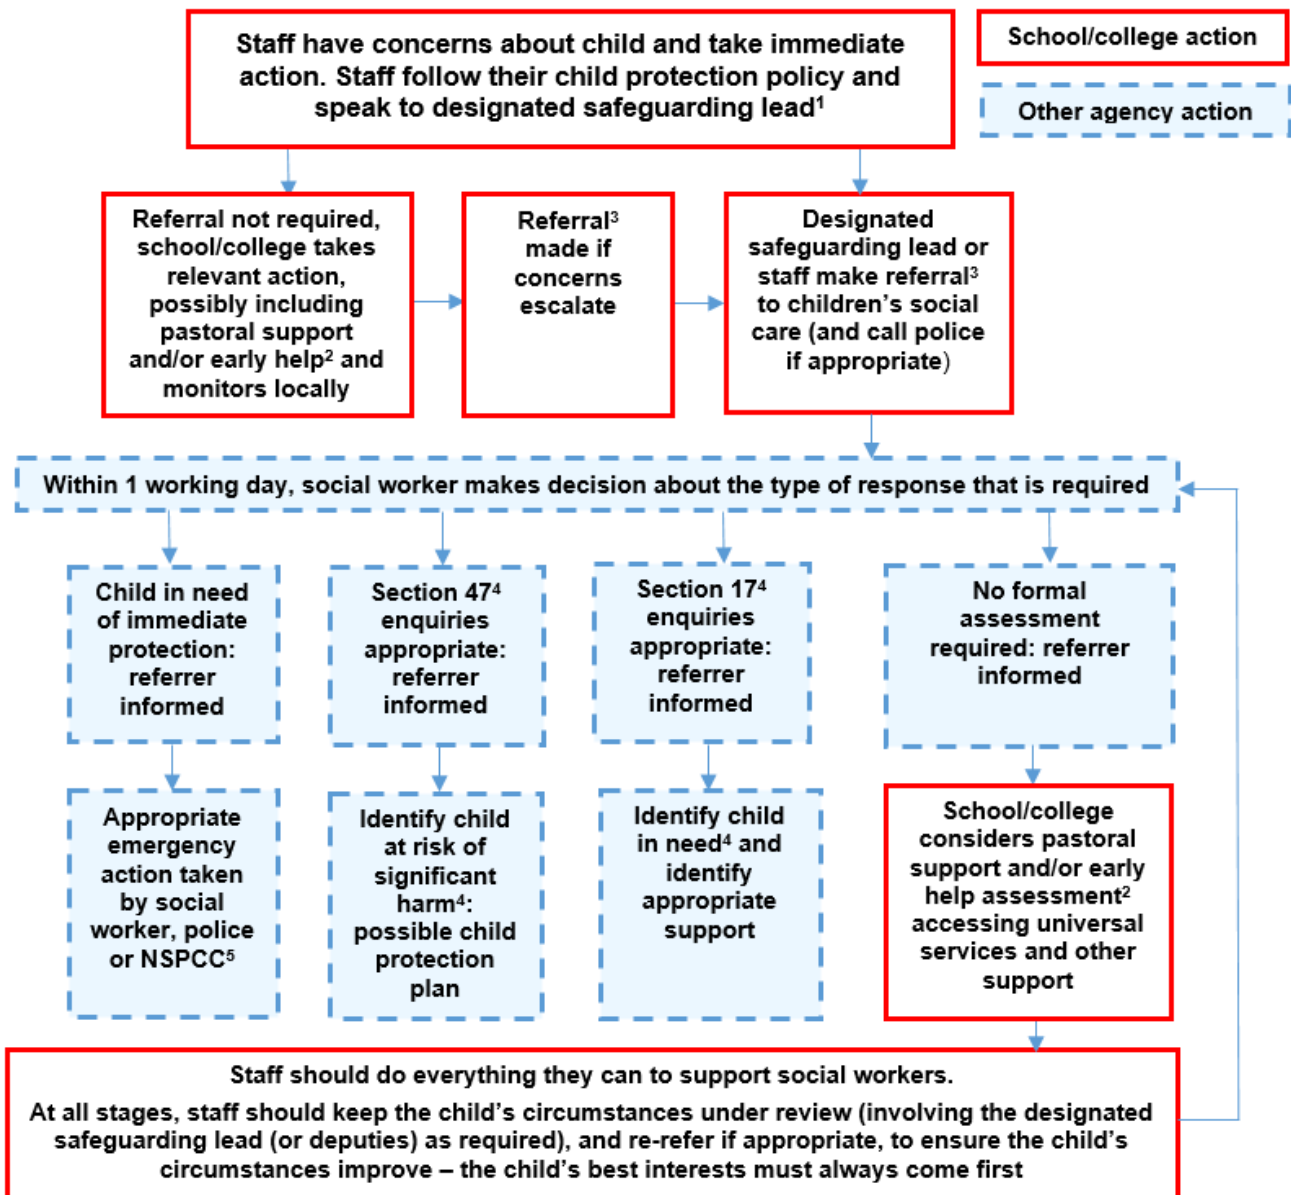 Staff have concerns about child and take immediate
action. Staff follow their child protection policy and
speak to designated safeguarding lead¹
School/college action
Other agency action
Referral not required,
school/college takes
relevant action,
possibly including
pastoral support
and/or early help² and
monitors locally
Referral³
made if
concerns
escalate
Designated
safeguarding lead or
staff make referral³
to children’s social
care (and call police
if appropriate)
Within 1 working day, social worker makes decision about the type of response that is required
Child in need
of immediate
protection:
referrer
informed
Section 47⁴
enquiries
appropriate:
referrer
informed
Section 17⁴
enquiries
appropriate:
referrer
informed
No formal
assessment
required: referrer
informed
Appropriate
emergency
action taken
by social
worker, police
or NSPCC⁵
Identify child
at risk of
significant
harm⁴:
possible child
protection
plan
Identify child
in need⁴ and
identify
appropriate
support
School/college
considers pastoral
support and/or early
help assessment²
accessing universal
services and other
support
Staff should do everything they can to support social workers.
At all stages, staff should keep the child’s circumstances under review (involving the designated
safeguarding lead (or deputies) as required), and re-refer if appropriate, to ensure the child’s
circumstances improve – the child’s best interests must always come first